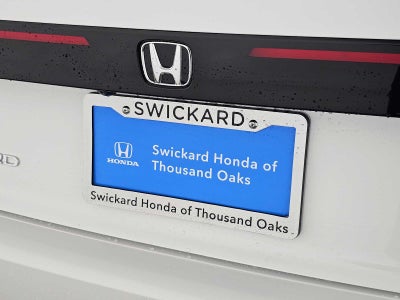 SWICKARD
HONDA
Swickard Honda of
Thousand Oaks
Swickard Honda of Thousand Oaks